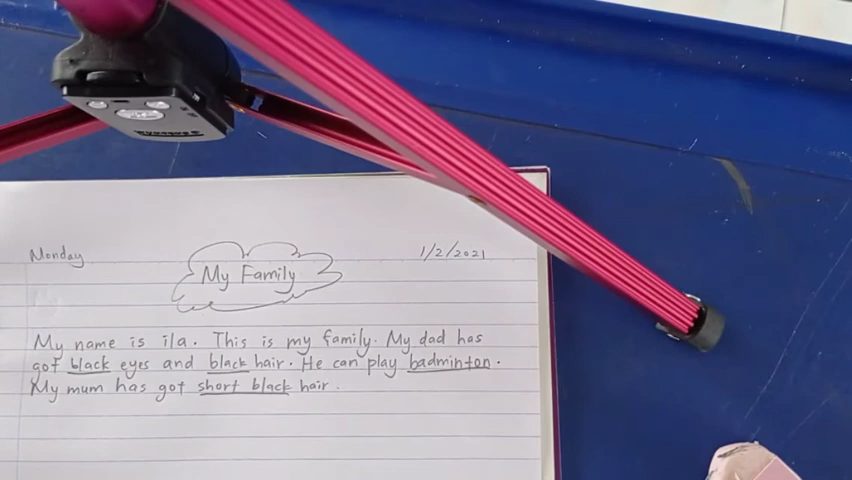 Monday
My Family
1/2/2021
My name is ila. This is my family. My dad has
got black eyes and black hair. He can play badminton.
My mum has got short black hair.